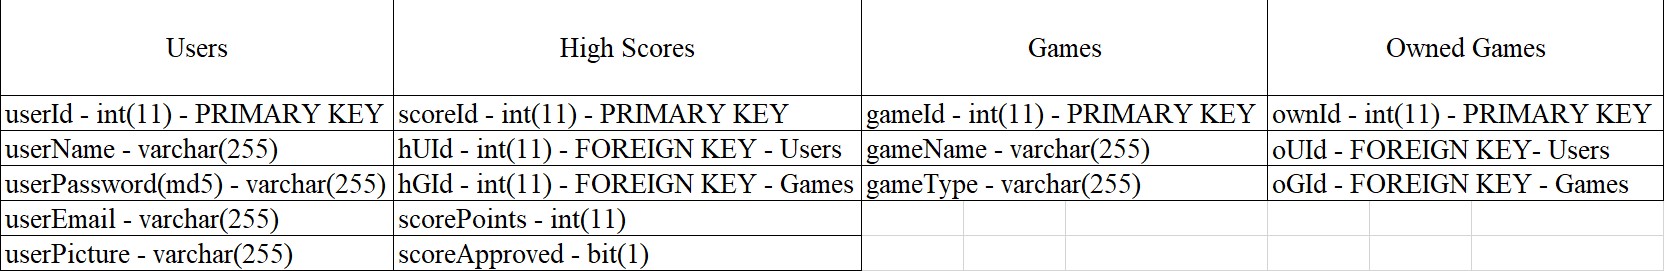 Users
High Scores
Games
Owned Games
userId - int(11) - PRIMARY KEY
scoreId - int(11) - PRIMARY KEY
gameId - int(11) - PRIMARY KEY
ownId - int(11) - PRIMARY KEY
userName - varchar(255)
hUId - int(11) - FOREIGN KEY - Users
gameName - varchar(255)
oUId - FOREIGN KEY- Users
userPassword(md5) - varchar(255)
hGId - int(11) - FOREIGN KEY - Games
gameType - varchar(255)
oGId - FOREIGN KEY - Games
userEmail - varchar(255)
scorePoints - int(11)
userPicture - varchar(255)
scoreApproved - bit(1)